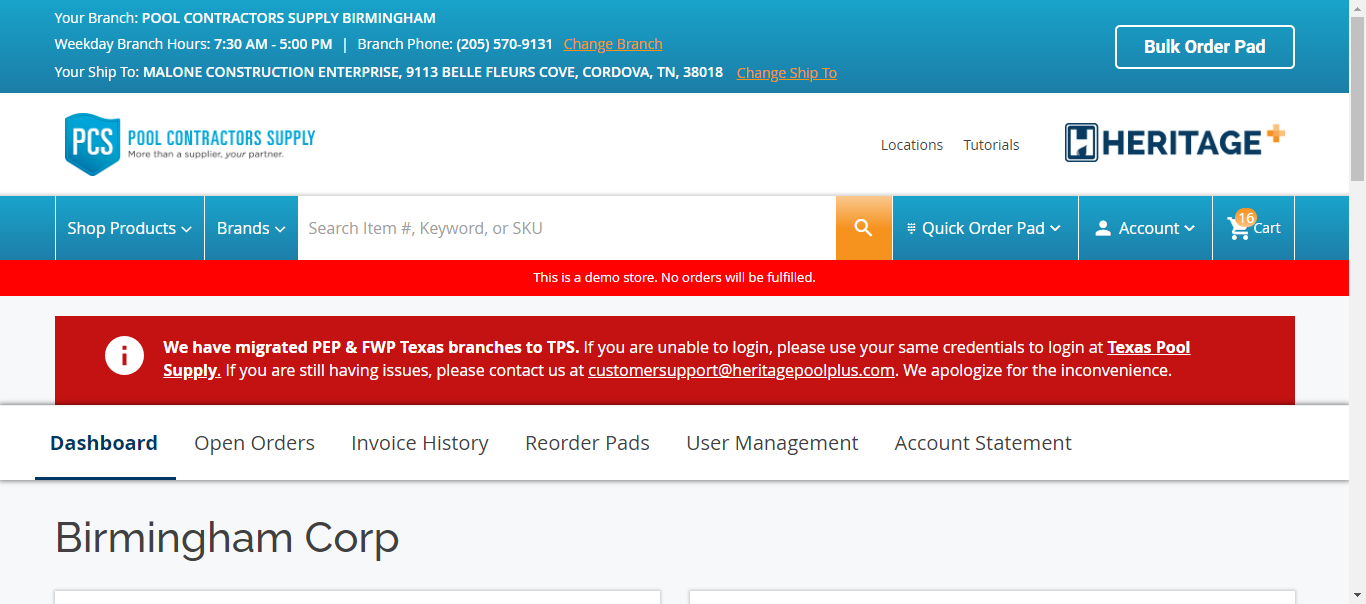 Your Branch: POOL CONTRACTORS SUPPLY BIRMINGHAM
Weekday Branch Hours: 7:30 AM - 5:00 PM | Branch Phone: (205) 570-9131 Change Branch
Your Ship To: MALONE CONSTRUCTION ENTERPRISE, 9113 BELLE FLEURS COVE, CORDOVA, TN, 38018 Change Ship To
Bulk Order Pad
PCS POOL CONTRACTORS SUPPLY
More than a supplier, your partner.
Locations Tutorials
HERITAGE+
Shop Products Brands Search Item #, Keyword, or SKU Quick Order Pad Account 16 Cart
This is a demo store. No orders will be fulfilled.
We have migrated PEP & FWP Texas branches to TPS. If you are unable to login, please use your same credentials to login at Texas Pool
Supply. If you are still having issues, please contact us at customersupport@heritagepoolplus.com. We apologize for the inconvenience.
Dashboard Open Orders Invoice History Reorder Pads User Management Account Statement
Birmingham Corp